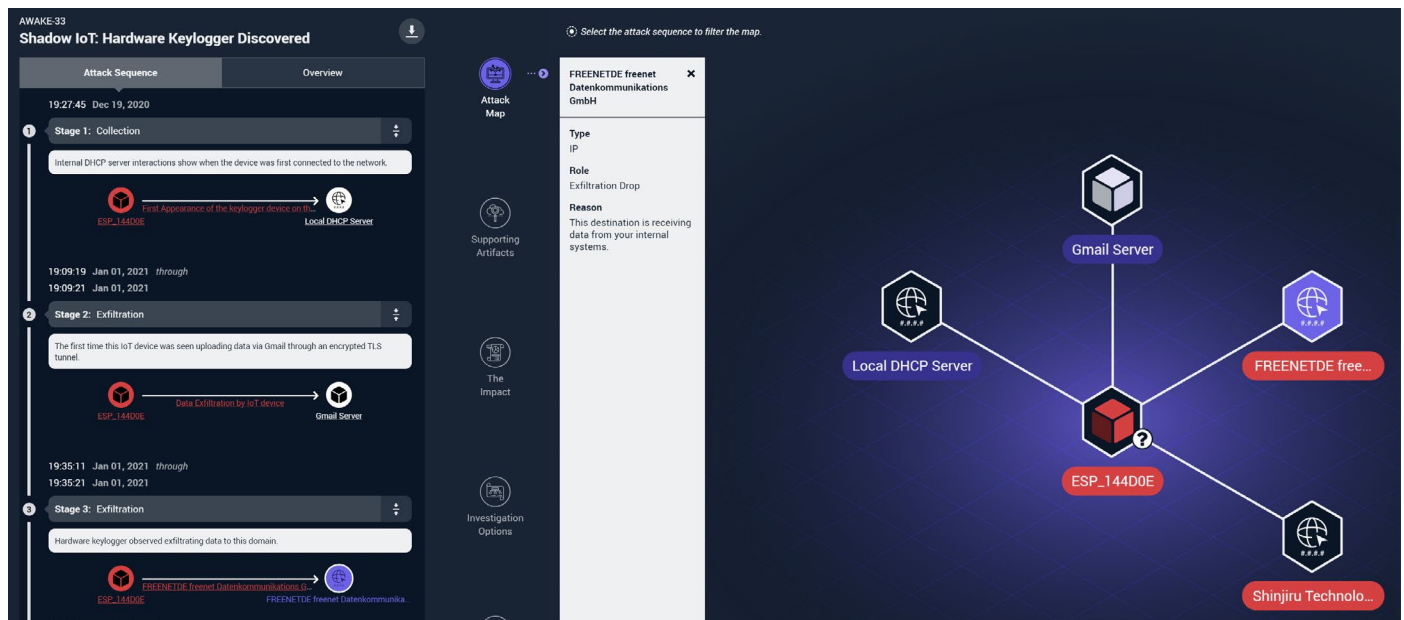 AWAKE-33
Shadow IoT: Hardware Keylogger Discovered
Attack Sequence
Overview
19:27:45 Dec 19, 2020
1
Stage 1: Collection
Internal DHCP server interactions show when the device was first connected to the network.
First Appearance of the keylogger device on th...
ESP_144D0E
Local DHCP Server
19:09:19 Jan 01, 2021 through
19:09:21 Jan 01, 2021
2
Stage 2: Exfiltration
The first time this IoT device was seen uploading data via Gmail through an encrypted TLS
tunnel.
Data Exfiltration by IoT device
ESP_144D0E
Gmail Server
19:35:11 Jan 01, 2021 through
19:35:21 Jan 01, 2021
3
Stage 3: Exfiltration
Hardware keylogger observed exfiltrating data to this domain.
FREENETDE freenet Datenkommunikations G...
ESP_144D0E
FREENETDE freenet Datenkommunika...
Attack
Map
Supporting
Artifacts
The
Impact
Investigation
Options
Select the attack sequence to filter the map.
FREENETDE freenet
Datenkommunikations
GmbH
Type
IP
Role
Exfiltration Drop
Reason
This destination is receiving
data from your internal
systems.
Gmail Server
#.#.#.#
Local DHCP Server
#.#.#.#
FREENETDE free...
?
ESP_144D0E
#.#.#.#
Shinjiru Technolo...